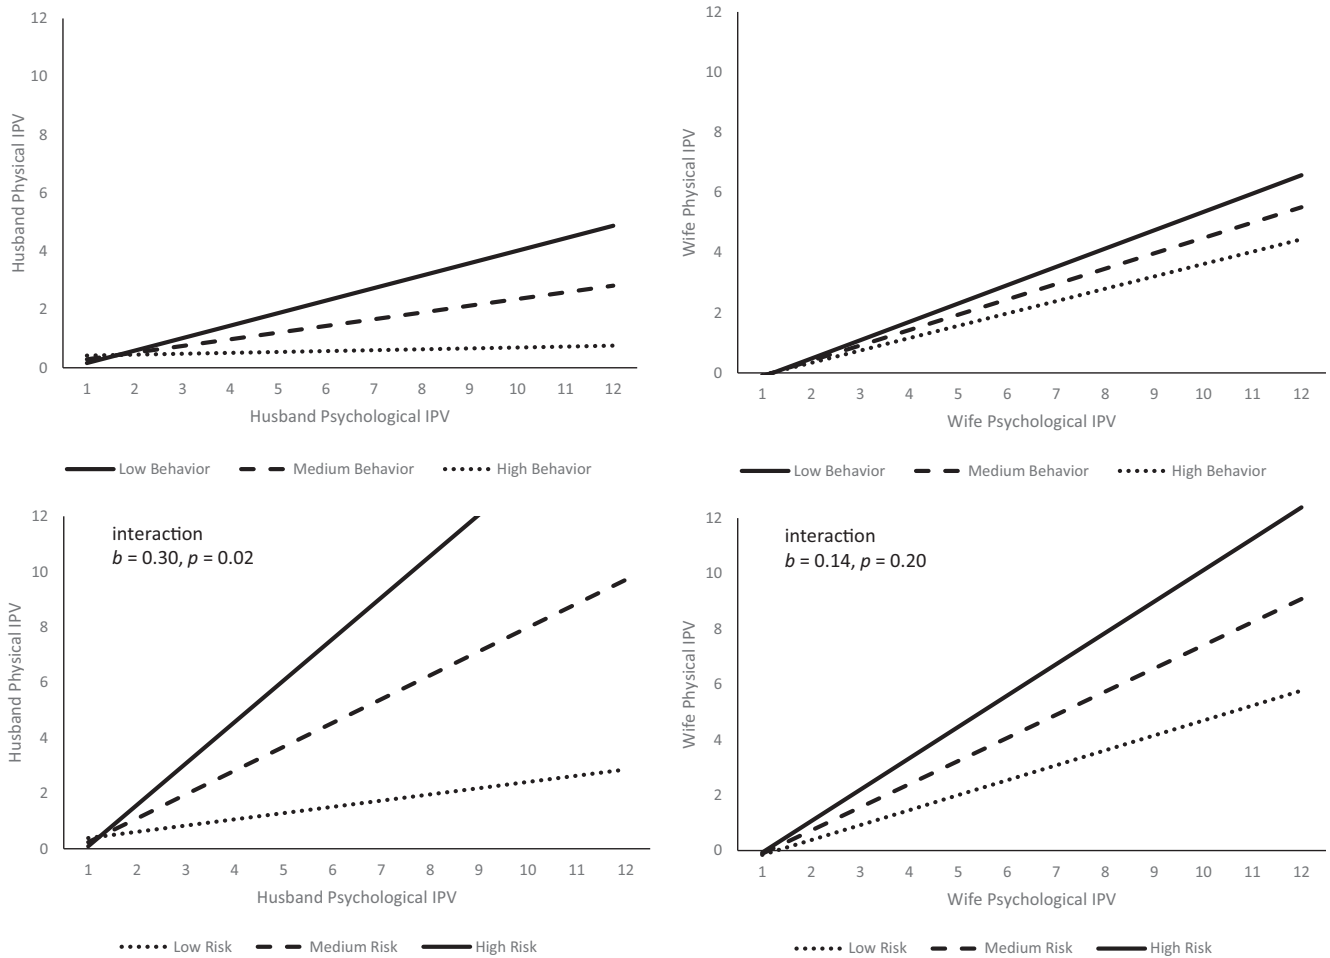 12
10
8
6
4
2
0
Husband Physical IPV
1 2 3 4 5 6 7 8 9 10 11 12
Husband Psychological IPV
Low Behavior Medium Behavior High Behavior
12
10
8
6
4
2
0
Wife Physical IPV
1 2 3 4 5 6 7 8 9 10 11 12
Wife Psychological IPV
Low Behavior Medium Behavior High Behavior
interaction
b = 0.30, p = 0.02
12
10
8
6
4
2
0
Husband Physical IPV
1 2 3 4 5 6 7 8 9 10 11 12
Husband Psychological IPV
Low Risk Medium Risk High Risk
interaction
b = 0.14, p = 0.20
12
10
8
6
4
2
0
Wife Physical IPV
1 2 3 4 5 6 7 8 9 10 11 12
Wife Psychological IPV
Low Risk Medium Risk High Risk